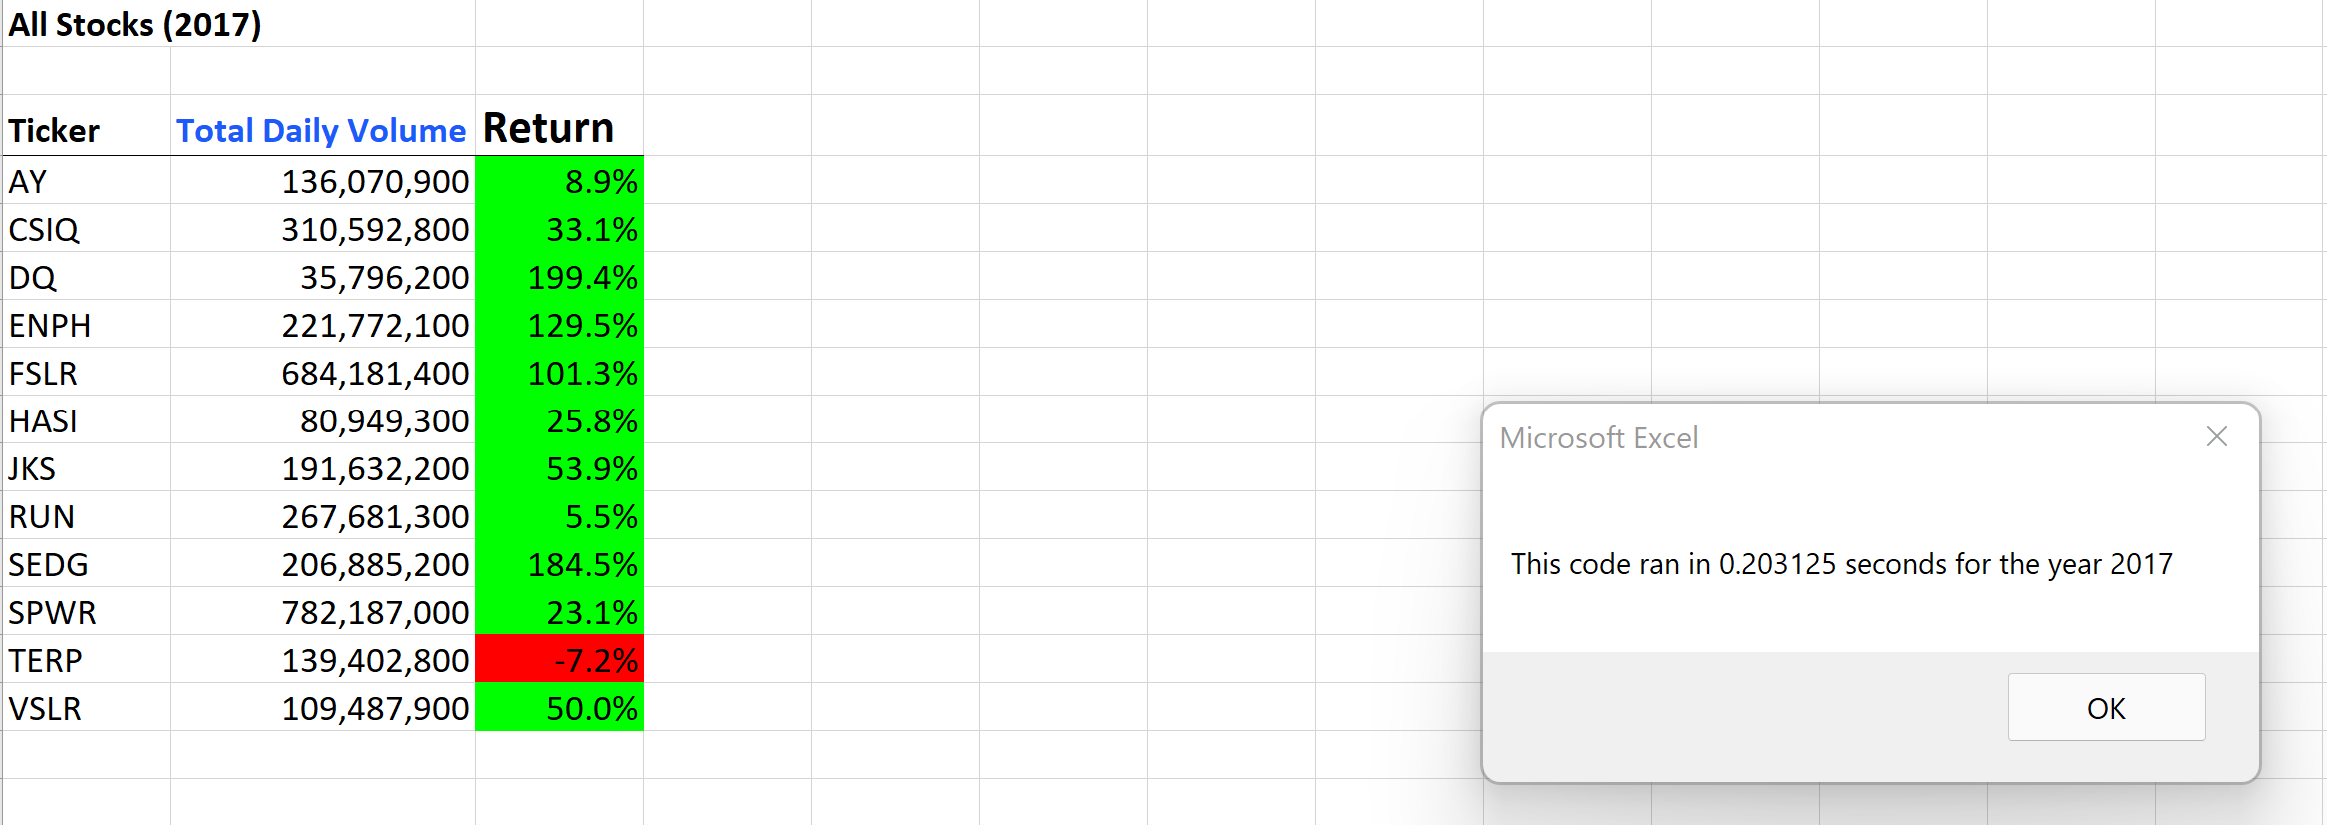 All Stocks (2017)
Ticker Total Daily Volume Return
AY 136,070,900 8.9%
CSIQ 310,592,800 33.1%
DQ 35,796,200 199.4%
ENPH 221,772,100 129.5%
FSLR 684,181,400 101.3%
HASI 80,949,300 25.8%
JKS 191,632,200 53.9%
RUN 267,681,300 5.5%
SEDG 206,885,200 184.5%
SPWR 782,187,000 23.1%
TERP 139,402,800 -7.2%
VSLR 109,487,900 50.0%
Microsoft Excel
This code ran in 0.203125 seconds for the year 2017
OK